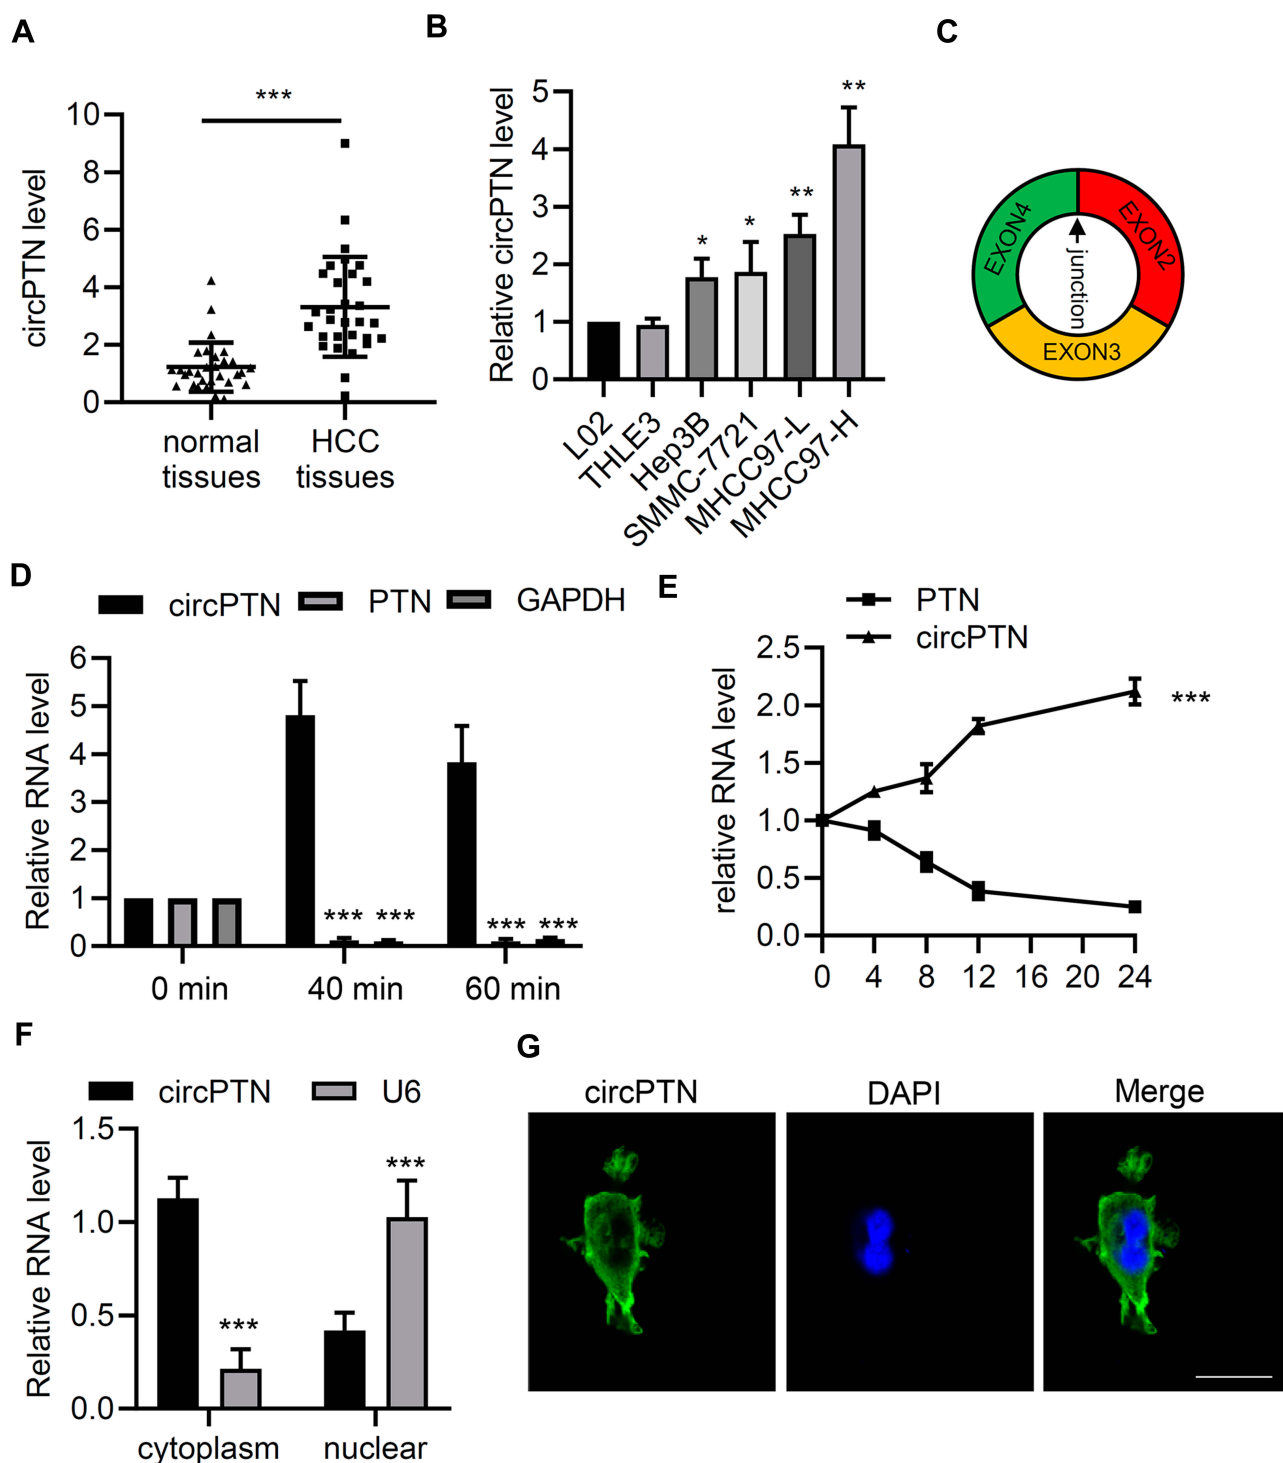 A
***
circPTN level
10
8
6
4
2
0
normal tissues
HCC tissues
B
Relative circPTN level
5
4
3
2
1
0
*
*
**
**
L02
THLE3
Hep3B
SMMC-7721
MHCC97-L
MHCC97-H
C
EXON4
EXON2
EXON3
junction
D
circPTN PTN GAPDH
Relative RNA level
6
5
4
3
2
1
0
*** *** *** ***
0 min 40 min 60 min
E
PTN
circPTN
relative RNA level
2.5
2.0
1.5
1.0
0.5
0.0
***
0 4 8 12 16 20 24
F
circPTN U6
Relative RNA level
1.5
1.0
0.5
0.0
***
***
cytoplasm nuclear
G
circPTN DAPI Merge